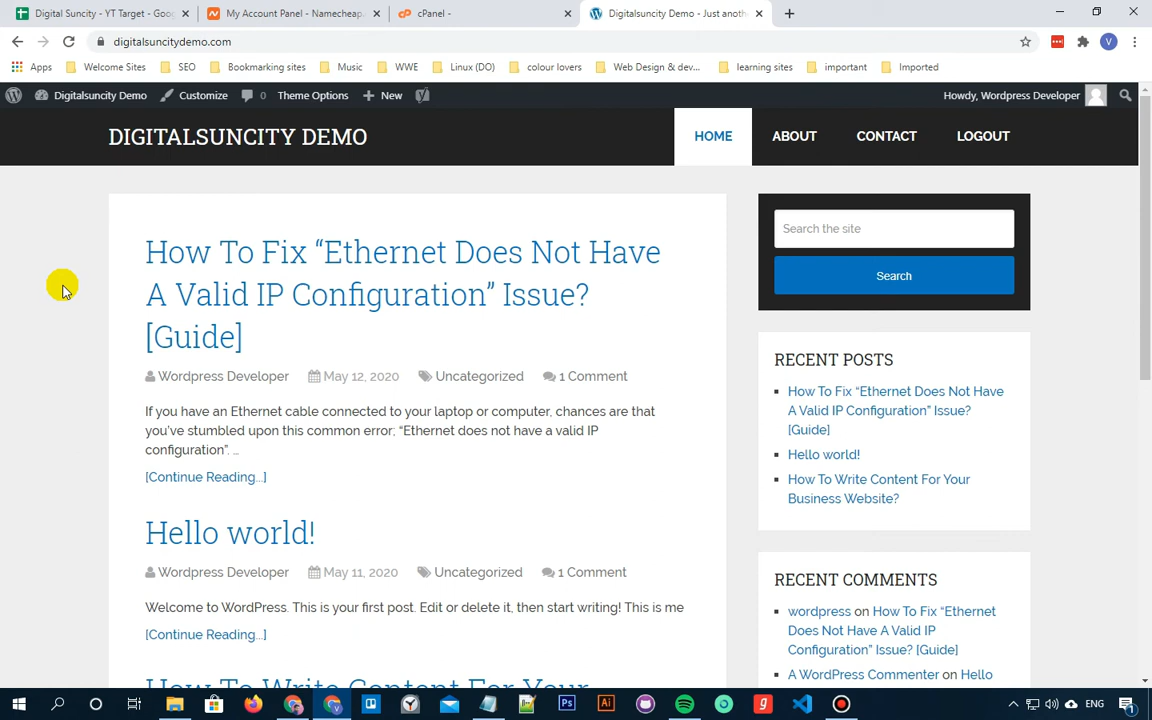 Digital Suncity - YT Target - Goog
My Account Panel - Namecheap.
cPanel -
Digitalsuncity Demo - Just anoth
digitalsuncitydemo.com
V
Apps
Welcome Sites
SEO
Bookmarking sites
Music
WWE
Linux (DO)
colour lovers
Web Design & dev...
learning sites
important
Imported
Digitalsuncity Demo
Customize
0
Theme Options
New
Howdy, Wordpress Developer
DIGITALSUNCITY DEMO
HOME
ABOUT
CONTACT
LOGOUT
How To Fix “Ethernet Does Not Have
A Valid IP Configuration” Issue?
[Guide]
Wordpress Developer
May 12, 2020
Uncategorized
1 Comment
If you have an Ethernet cable connected to your laptop or computer, chances are that
you’ve stumbled upon this common error; “Ethernet does not have a valid IP
configuration”. …
[Continue Reading...]
Hello world!
Wordpress Developer
May 11, 2020
Uncategorized
1 Comment
Welcome to WordPress. This is your first post. Edit or delete it, then start writing! This is me
[Continue Reading...]
How To Write Content For Your
Search the site
Search
RECENT POSTS
How To Fix “Ethernet Does Not Have
A Valid IP Configuration” Issue?
[Guide]
Hello world!
How To Write Content For Your
Business Website?
RECENT COMMENTS
wordpress on How To Fix “Ethernet
Does Not Have A Valid IP
Configuration” Issue? [Guide]
A WordPress Commenter on Hello
Ps
Ai
g
ENG
1